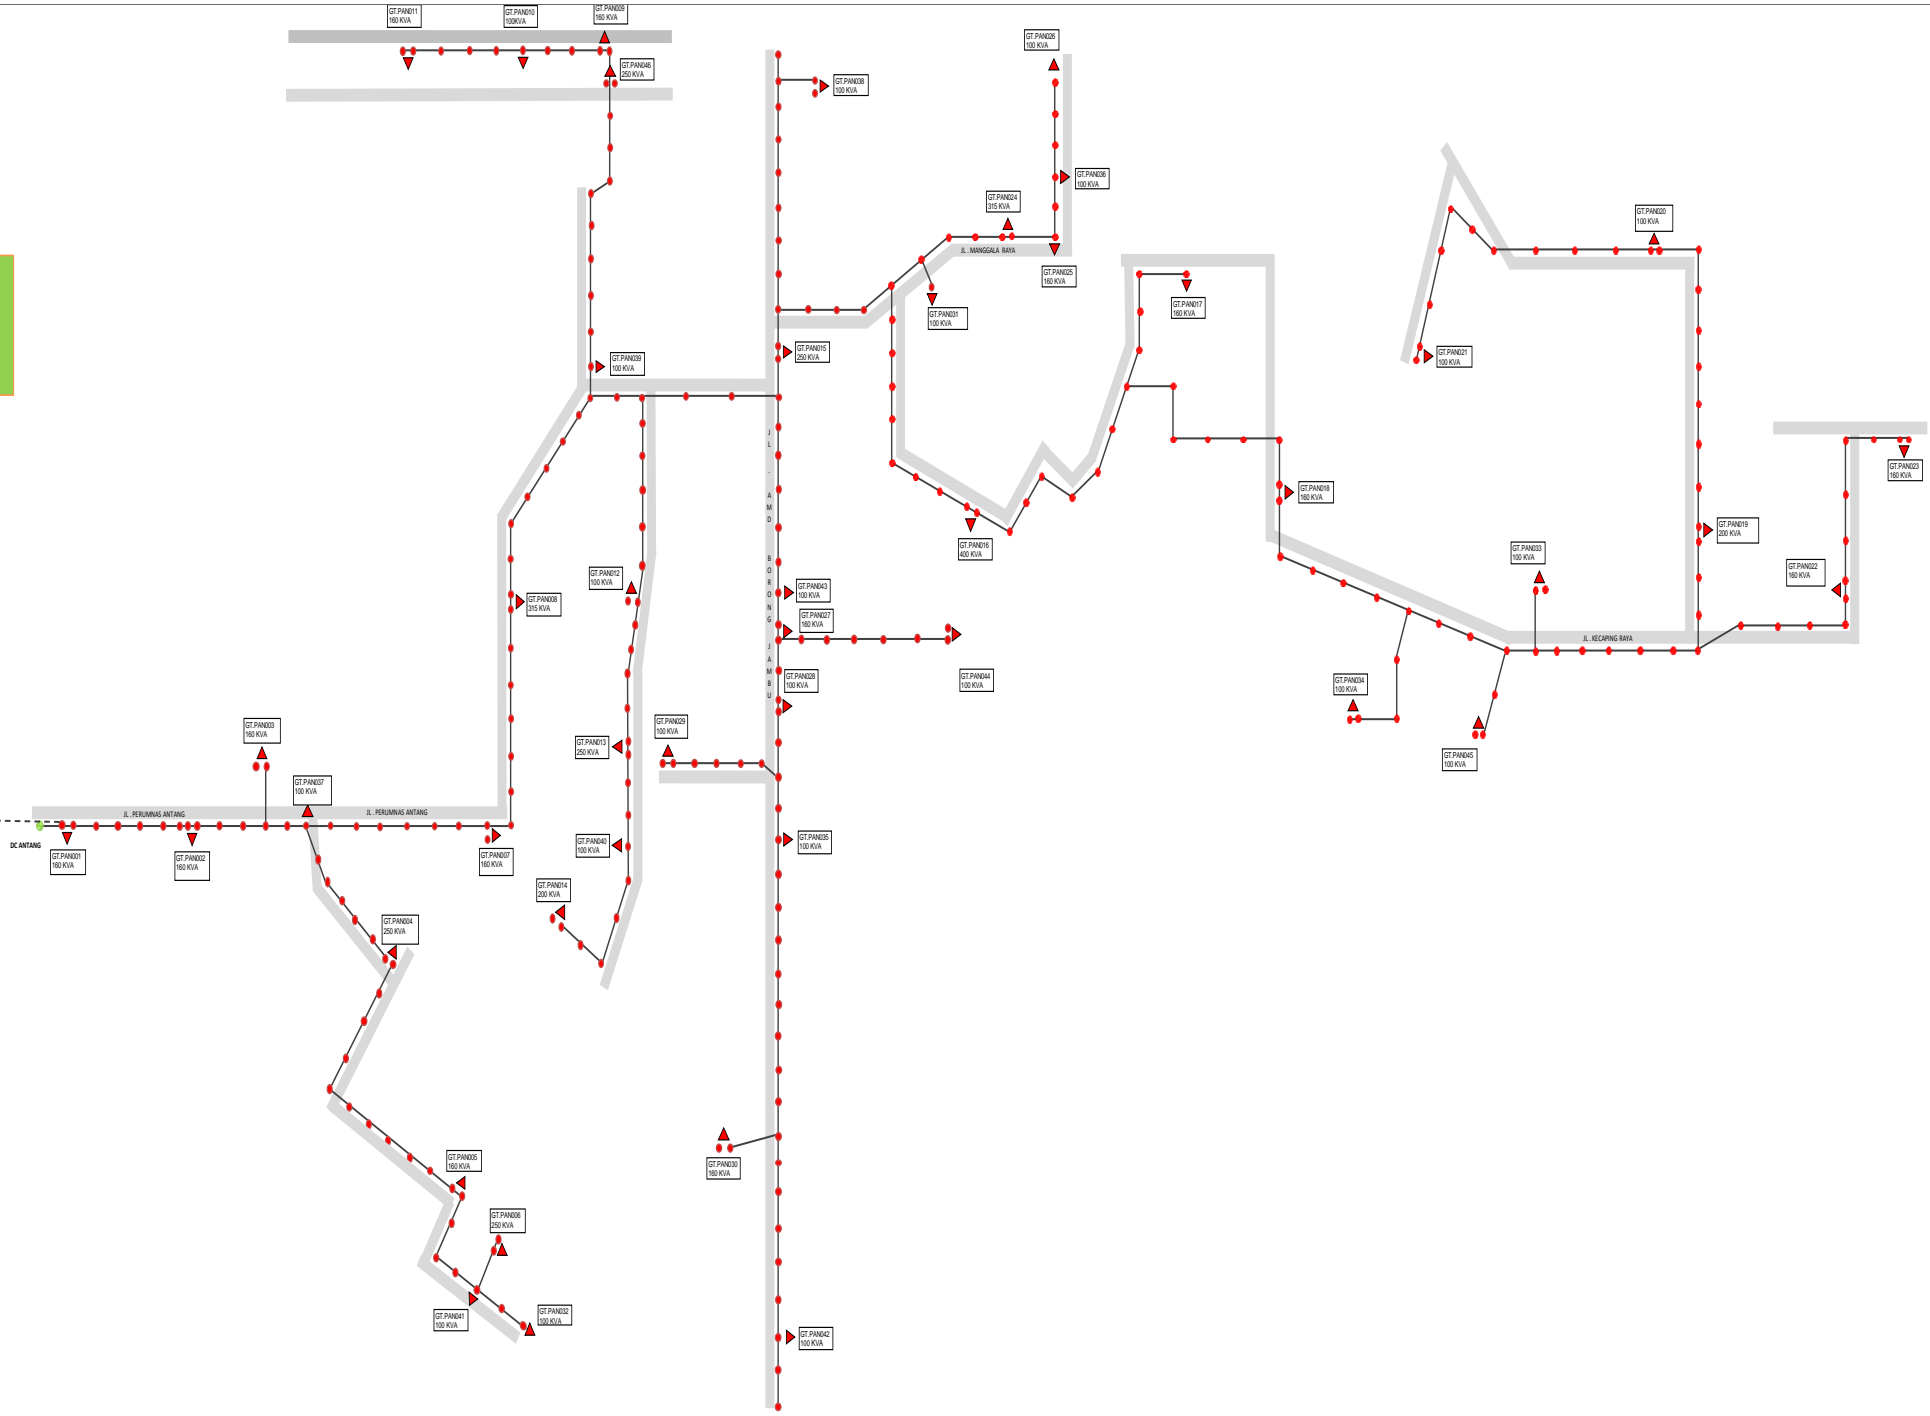 GT.PAN011
160 KVA
GT.PAN010
100KVA
GT.PAN009
160 KVA
GT.PAN046
250 KVA
GT.PAN038
100 KVA
GT.PAN026
100 KVA
GT.PAN036
100 KVA
GT.PAN024
315 KVA
JL . MANGGALA RAYA
GT.PAN025
160 KVA
GT.PAN031
100 KVA
GT.PAN017
160 KVA
GT.PAN020
100 KVA
GT.PAN021
100 KVA
GT.PAN015
250 KVA
GT.PAN039
100 KVA
JL . AMD BORONG JAMBU
GT.PAN023
160 KVA
GT.PAN018
160 KVA
GT.PAN019
200 KVA
GT.PAN016
400 KVA
GT.PAN033
100 KVA
GT.PAN022
160 KVA
GT.PAN012
100 KVA
GT.PAN008
315 KVA
GT.PAN043
100 KVA
GT.PAN027
160 KVA
JL . KECAPING RAYA
GT.PAN028
100 KVA
GT.PAN044
100 KVA
GT.PAN034
100 KVA
GT.PAN045
100 KVA
GT.PAN029
100 KVA
GT.PAN013
250 KVA
GT.PAN003
160 KVA
GT.PAN037
100 KVA
JL . PERUMNAS ANTANG
JL . PERUMNAS ANTANG
DC ANTANG
GT.PAN001
160 KVA
GT.PAN002
160 KVA
GT.PAN007
160 KVA
GT.PAN040
100 KVA
GT.PAN035
100 KVA
GT.PAN014
200 KVA
GT.PAN004
250 KVA
GT.PAN005
160 KVA
GT.PAN030
160 KVA
GT.PAN006
250 KVA
GT.PAN041
100 KVA
GT.PAN032
100 KVA
GT.PAN042
100 KVA